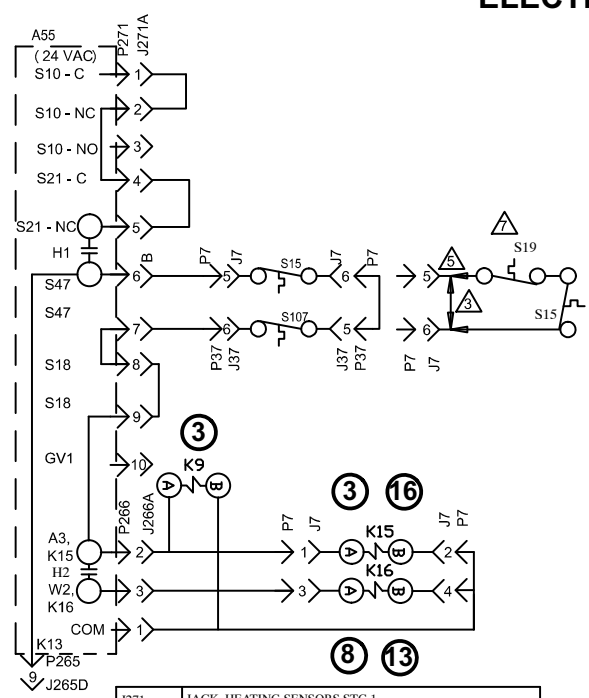 ELECT
A55
(24 VAC)
P271
J271A
S10 - C
1
S10 - NC
2
S10 - NO
3
S21 - C
4
S21 - NC
5
H1
B
6
S47
S47
7
S18
8
S18
9
GV1
10
P7
5
J7
S15
J7
6
P7
5
5
7
S19
3
S15
6
S107
5
6
P37
J37
J37
P37
P7
J7
3
K9
A
B
P266
J266A
3
16
A3,
K15
2
H2
W2,
K16
3
COM
1
P7
J7
1
A
K15
B
J7
2
P7
3
A
K16
B
4
8
13
K13
P265
9
J265D
J271
JACK, HEATING SENSORS STG 1